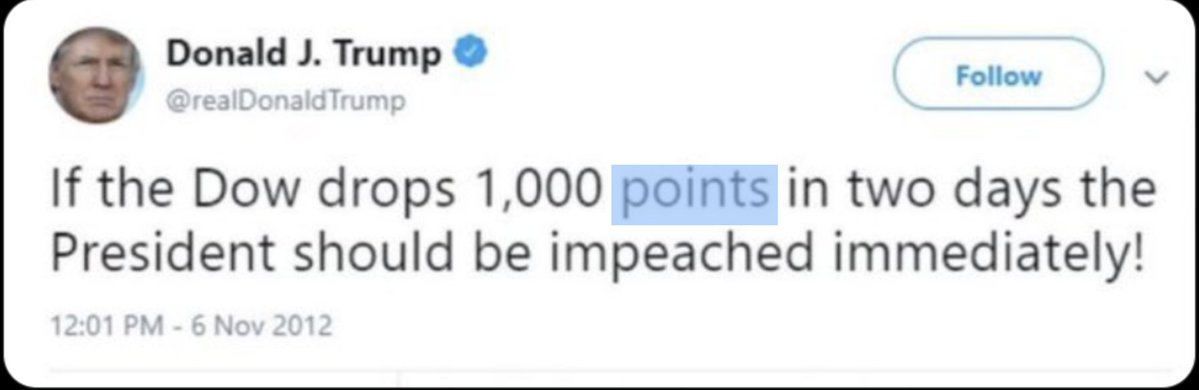 Donald J. Trump
@realDonaldTrump
Follow
If the Dow drops 1,000 points in two days the
President should be impeached immediately!
12:01 PM - 6 Nov 2012